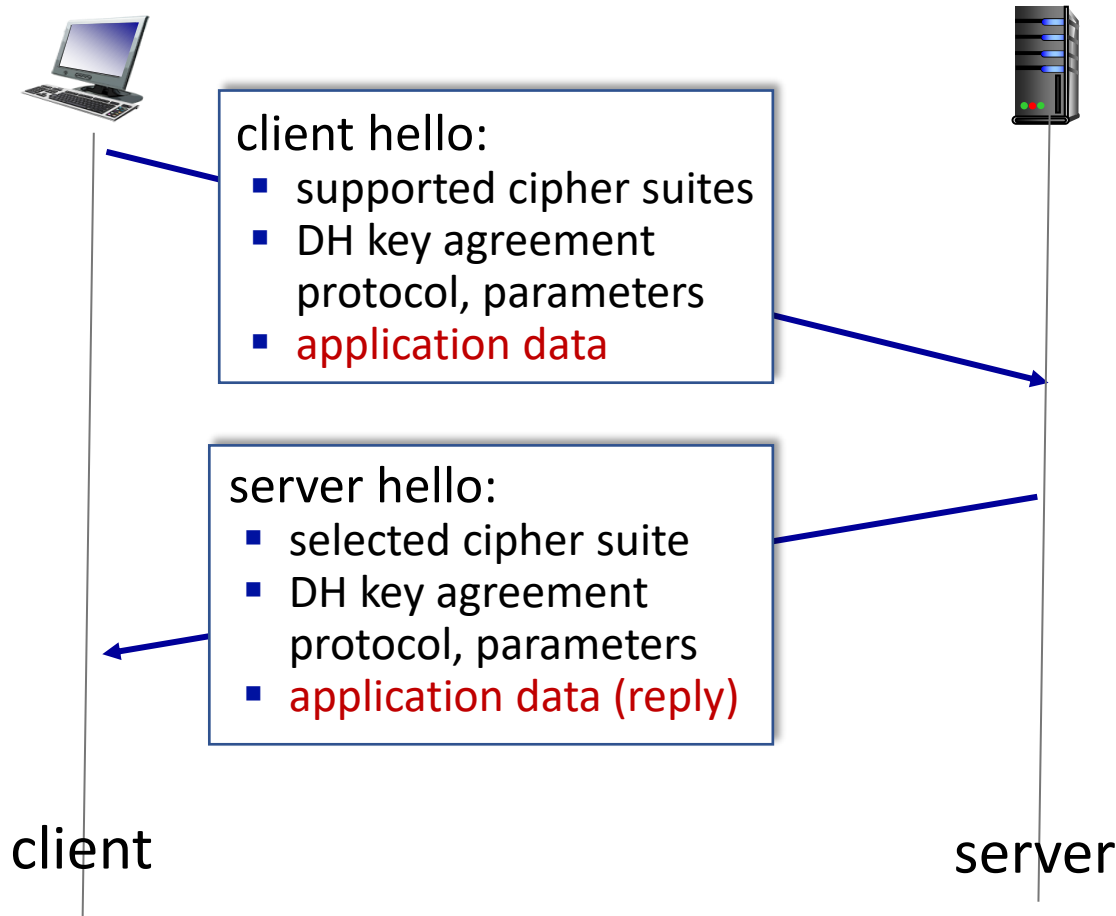 client hello:
▪ supported cipher suites
▪ DH key agreement
protocol, parameters
▪ application data
server hello:
▪ selected cipher suite
▪ DH key agreement
protocol, parameters
▪ application data (reply)
client
server